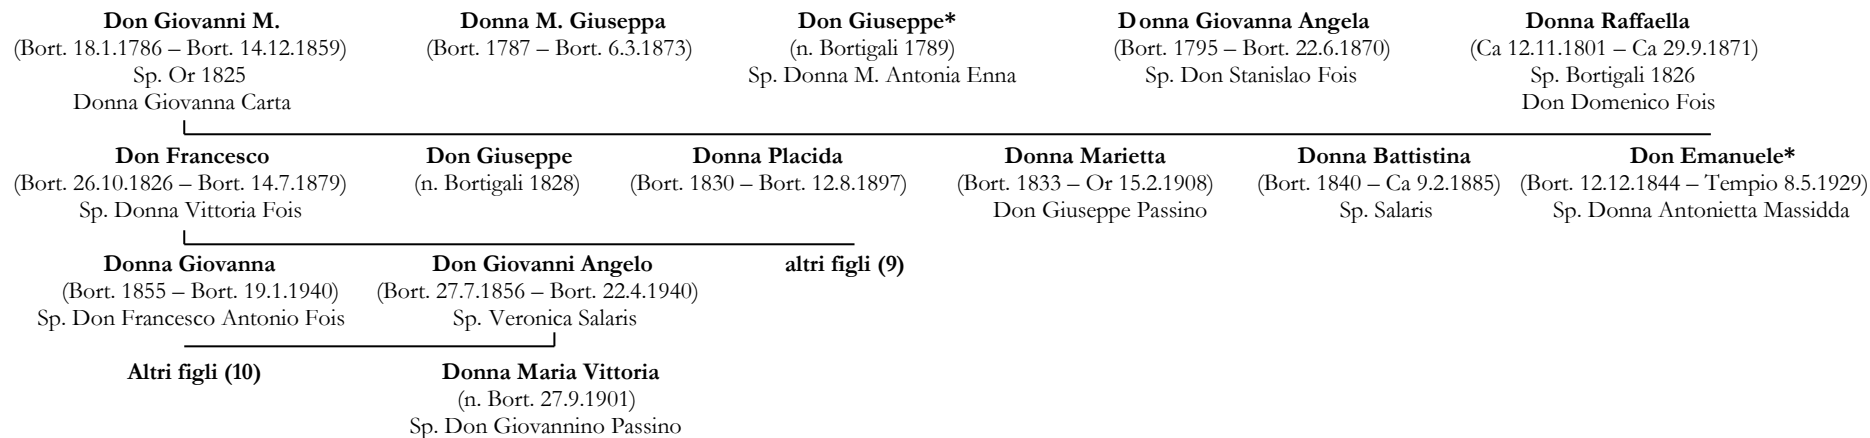 Don Giovanni M. Donna M. Giuseppa Don Giuseppe* Donna Giovanna Angela Donna Raffaella
(Bort. 18.1.1786 – Bort. 14.12.1859) (Bort. 1787 – Bort. 6.3.1873) (n. Bortigali 1789) (Bort. 1795 – Bort. 22.6.1870) (Ca 12.11.1801 – Ca 29.9.1871)
Sp. Or 1825 Sp. Donna M. Antonia Enna Sp. Don Stanislao Fois Sp. Bortigali 1826
Donna Giovanna Carta Don Domenico Fois
Don Francesco Don Giuseppe Donna Placida Donna Marietta Donna Battistina Don Emanuele*
(Bort. 26.10.1826 – Bort. 14.7.1879) (n. Bortigali 1828) (Bort. 1830 – Bort. 12.8.1897) (Bort. 1833 – Or 15.2.1908) (Bort. 1840 – Ca 9.2.1885) (Bort. 12.12.1844 – Tempio 8.5.1929)
Sp. Donna Vittoria Fois Don Giuseppe Passino Sp. Salaris Sp. Donna Antonietta Massidda
Donna Giovanna Don Giovanni Angelo altri figli (9)
(Bort. 1855 – Bort. 19.1.1940) (Bort. 27.7.1856 – Bort. 22.4.1940)
Sp. Don Francesco Antonio Fois Sp. Veronica Salaris
Altri figli (10) Donna Maria Vittoria
(n. Bort. 27.9.1901)
Sp. Don Giovannino Passino